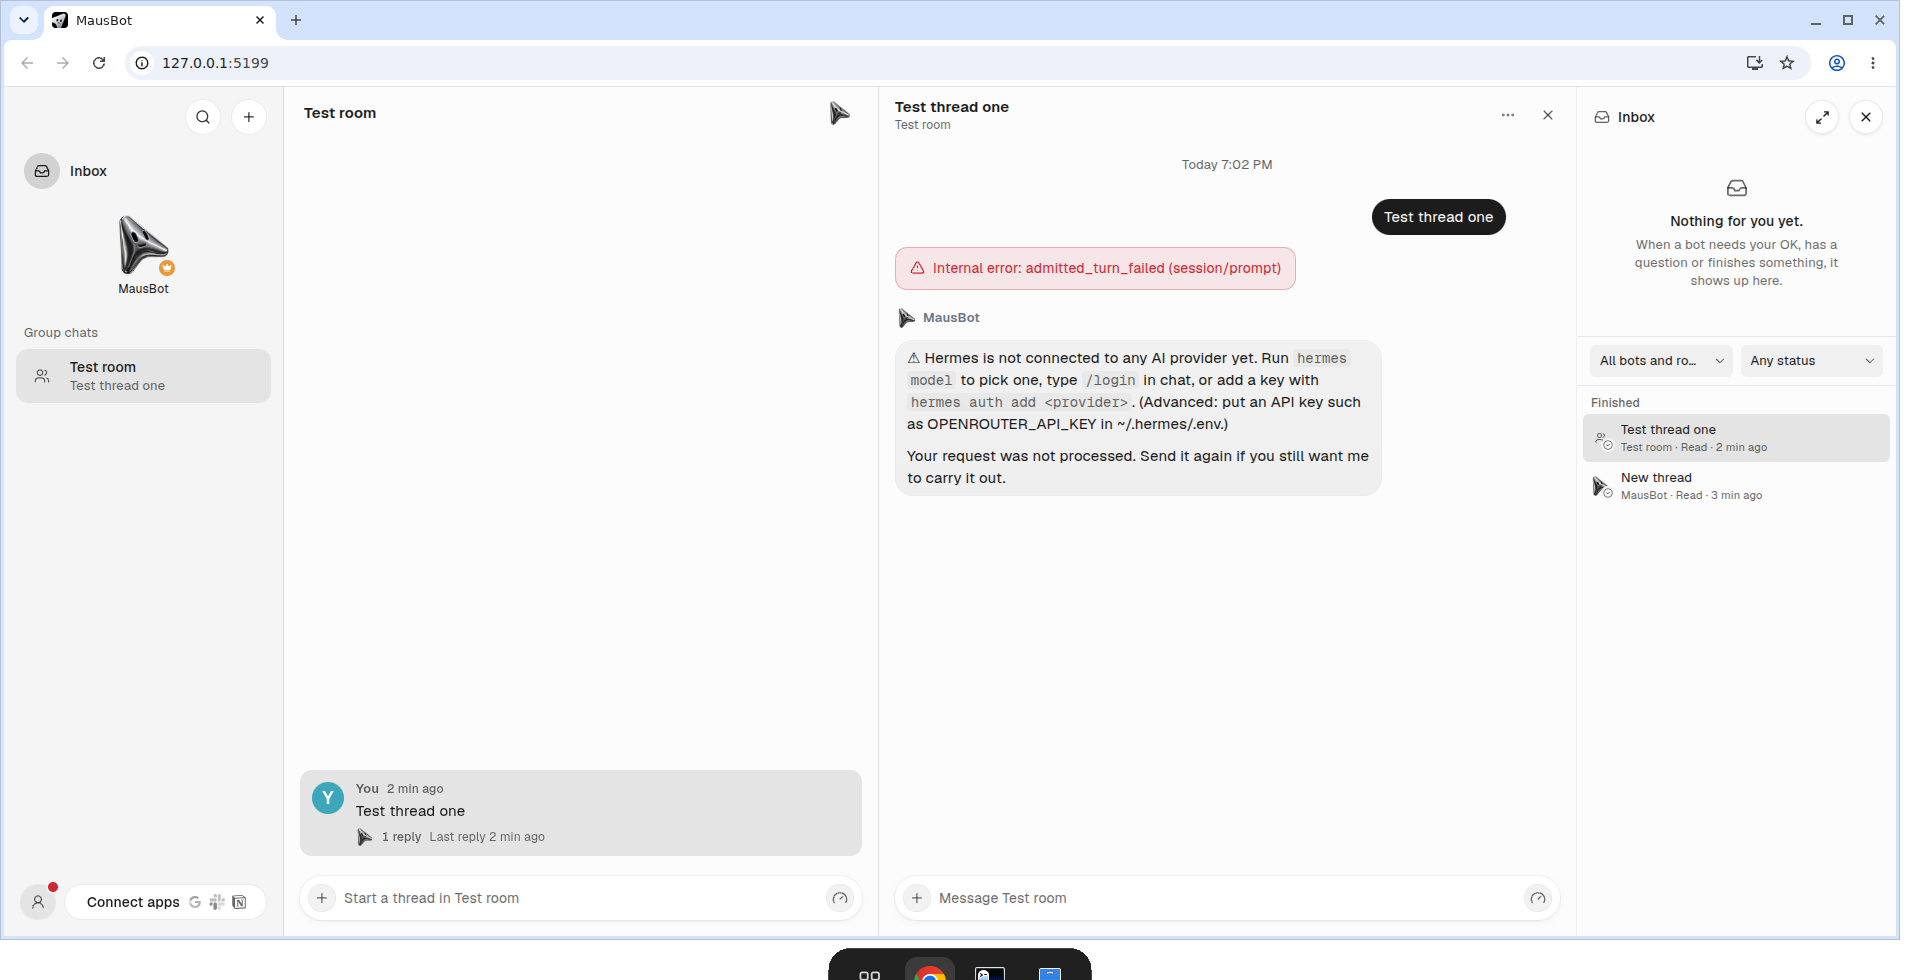 MausBot
127.0.0.1:5199
Inbox
MausBot
Group chats
Test room
Test thread one
Connect apps
Test room
Y
You 2 min ago
Test thread one
1 reply Last reply 2 min ago
Start a thread in Test room
Test thread one
Test room
Today 7:02 PM
Test thread one
Internal error: admitted_turn_failed (session/prompt)
MausBot
⚠ Hermes is not connected to any AI provider yet. Run hermes
model to pick one, type /login in chat, or add a key with
hermes auth add <provider>. (Advanced: put an API key such
as OPENROUTER_API_KEY in ~/.hermes/.env.)
Your request was not processed. Send it again if you still want me
to carry it out.
Message Test room
Inbox
Nothing for you yet.
When a bot needs your OK, has a
question or finishes something, it
shows up here.
All bots and ro...
Any status
Finished
Test thread one
Test room · Read · 2 min ago
New thread
MausBot · Read · 3 min ago